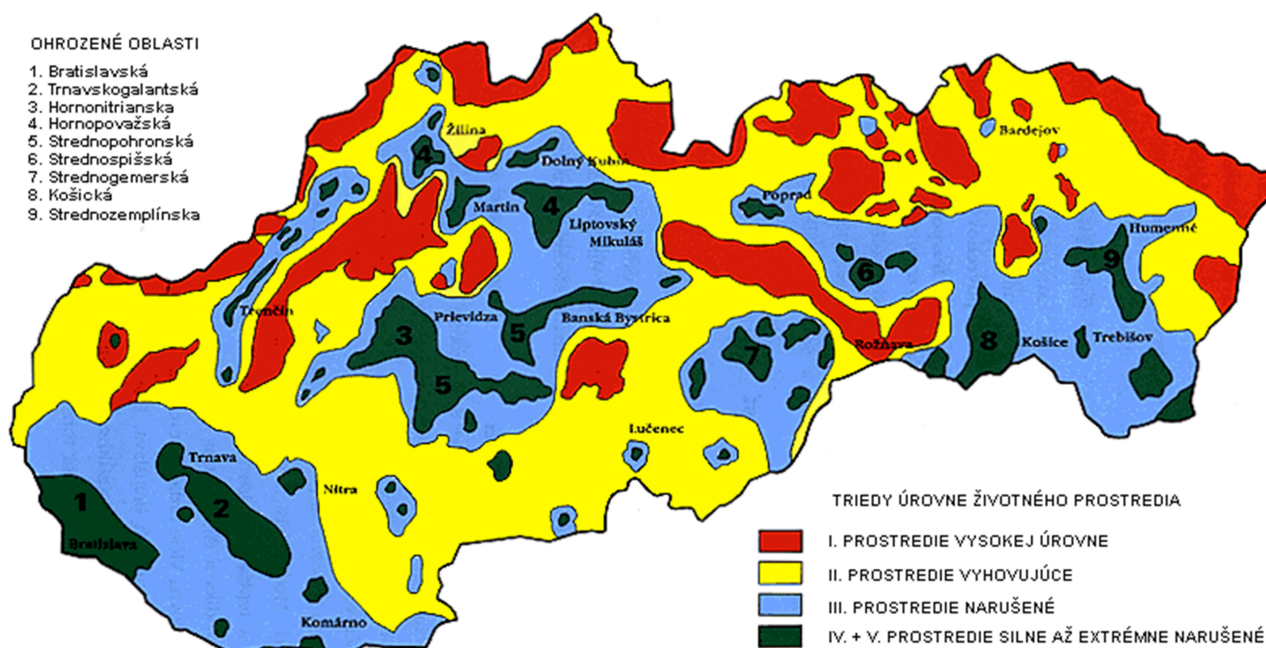 OHROZENÉ OBLASTI
1. Bratislavská
2. Trnavskogalantská
3. Hornonitrianska
4. Hornopovažská
5. Strednopohronská
6. Strednospišská
7. Strednogemerská
8. Košická
9. Strednozemplínska
Žilina
Bardejov
4
Dolný Kubín
Poprad
Martin
4
Liptovský
Mikuláš
Humenné
9
6
Trenčín
3
Prievidza
5
Banská Bystrica
7
Rožňava
8
Košice
Trebišov
5
Lučenec
Trnava
Nitra
1
2
Bratislava
Komárno
TRIEDY ÚROVNE ŽIVOTNÉHO PROSTREDIA
I. PROSTREDIE VYSOKEJ ÚROVNE
II. PROSTREDIE VYHOVUJÚCE
III. PROSTREDIE NARUŠENÉ
IV. + V. PROSTREDIE SILNE AŽ EXTRÉMNE NARUŠENÉ